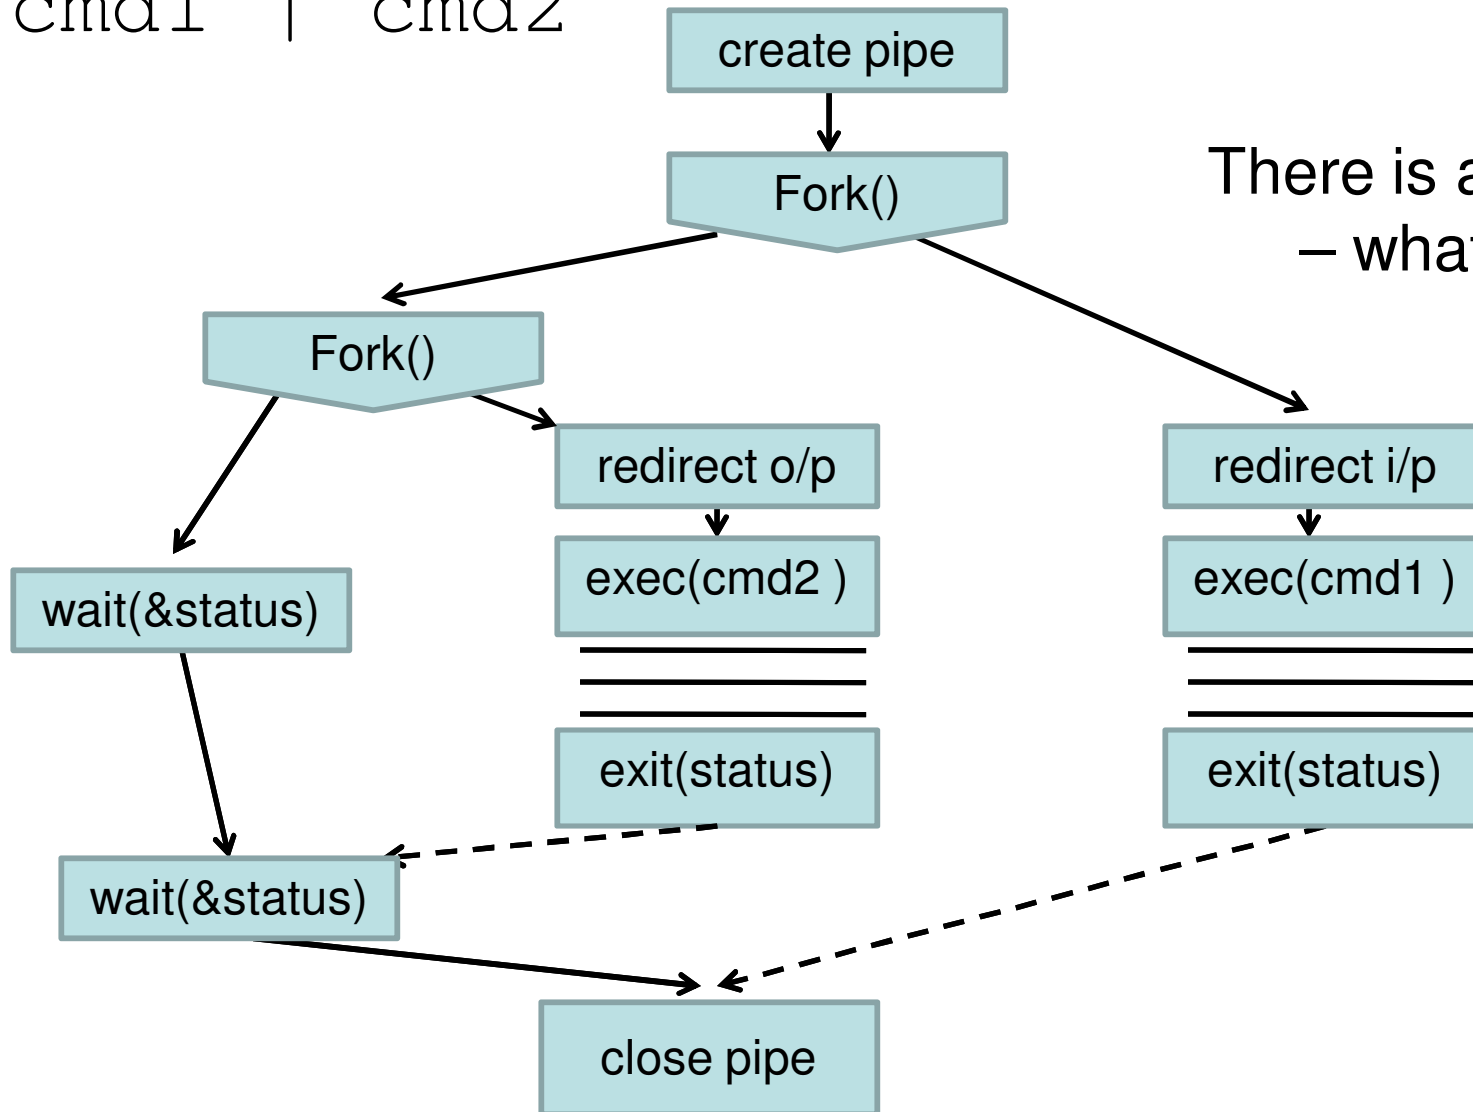 cmd1 | cmd2
create pipe
Fork()
There is a
– what
Fork()
redirect o/p
redirect i/p
exec(cmd2 )
exec(cmd1 )
wait(&status)
exit(status)
exit(status)
wait(&status)
close pipe